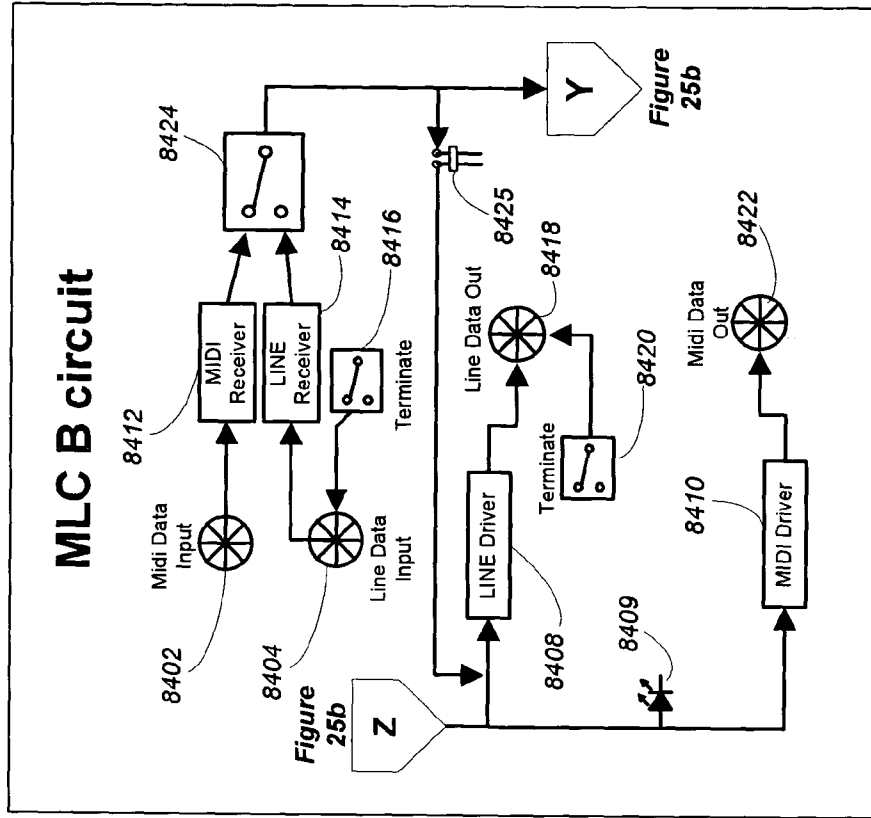 MLC B circuit
8402
Midi Data
Input
8412
MIDI
Receiver
8424
8404
Line Data
Input
LINE
Receiver
8414
8416
Terminate
Figure
25b
Z
8425
Y
Figure
25b
8408
LINE Driver
Line Data Out
8418
Terminate
8420
8409
8410
MIDI Driver
Midi Data
Out
8422